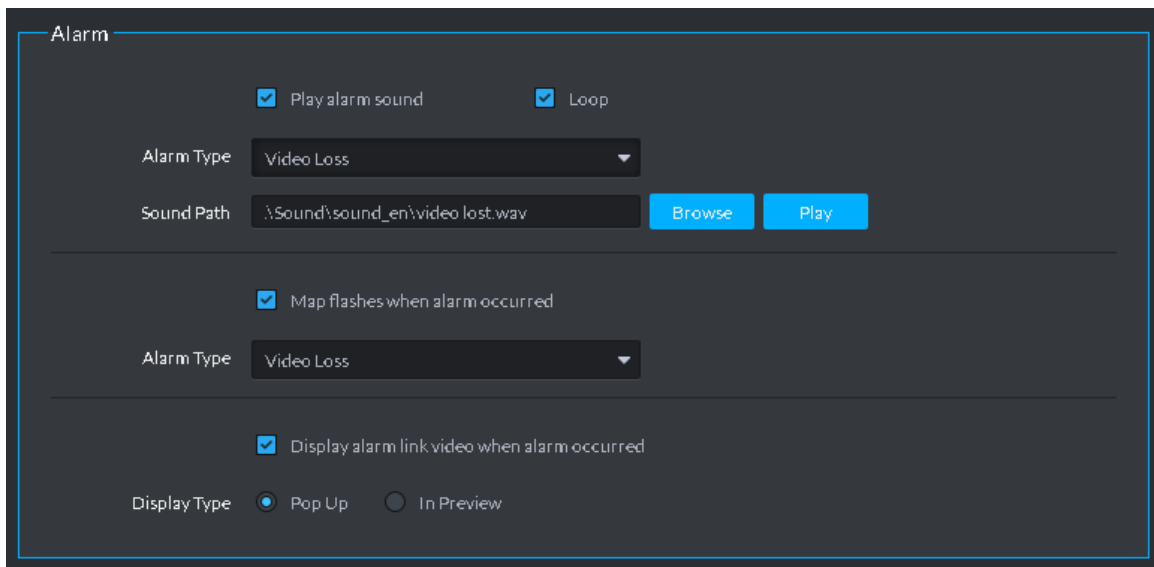 Alarm
Play alarm sound Loop
Alarm Type Video Loss
Sound Path .\Sound\sound_en\video lost.wav Browse Play
Map flashes when alarm occurred
Alarm Type Video Loss
Display alarm link video when alarm occurred
Display Type Pop Up In Preview